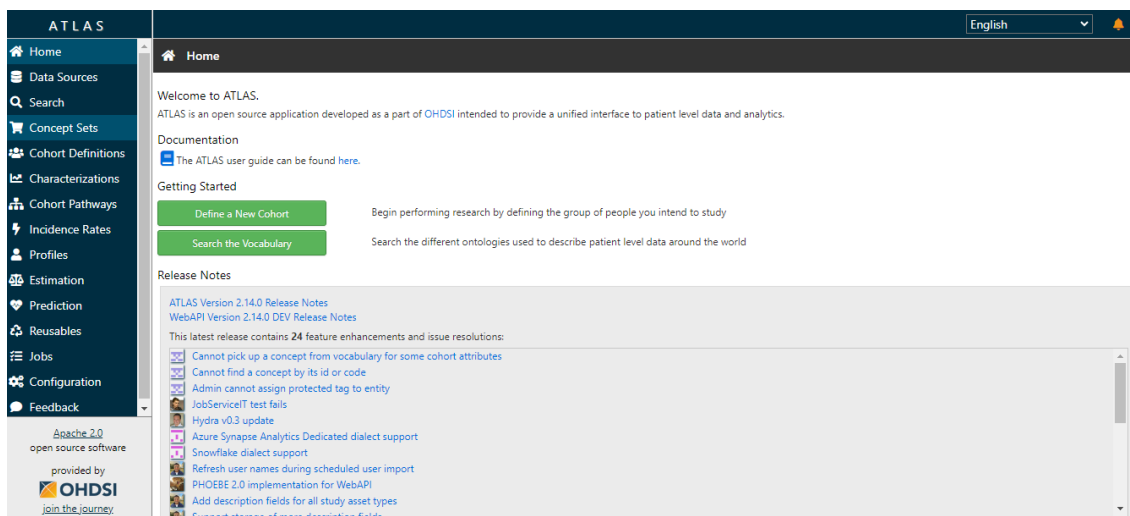 ATLAS
English
Home
Data Sources
Search
Concept Sets
Cohort Definitions
Characterizations
Cohort Pathways
Incidence Rates
Profiles
Estimation
Prediction
Reusables
Jobs
Configuration
Feedback
Apache 2.0
open source software
provided by
OHDSI
join the journey
Home
Welcome to ATLAS.
ATLAS is an open source application developed as a part of OHDSI intended to provide a unified interface to patient level data and analytics.
Documentation
The ATLAS user guide can be found here.
Getting Started
Define a New Cohort Begin performing research by defining the group of people you intend to study
Search the Vocabulary Search the different ontologies used to describe patient level data around the world
Release Notes
ATLAS Version 2.14.0 Release Notes
WebAPI Version 2.14.0 DEV Release Notes
This latest release contains 24 feature enhancements and issue resolutions:
Cannot pick up a concept from vocabulary for some cohort attributes
Cannot find a concept by its id or code
Admin cannot assign protected tag to entity
JobServiceIT test fails
Hydra v0.3 update
Azure Synapse Analytics Dedicated dialect support
Snowflake dialect support
Refresh user names during scheduled user import
PHOEBE 2.0 implementation for WebAPI
Add description fields for all study asset types
Support storage of more description fields